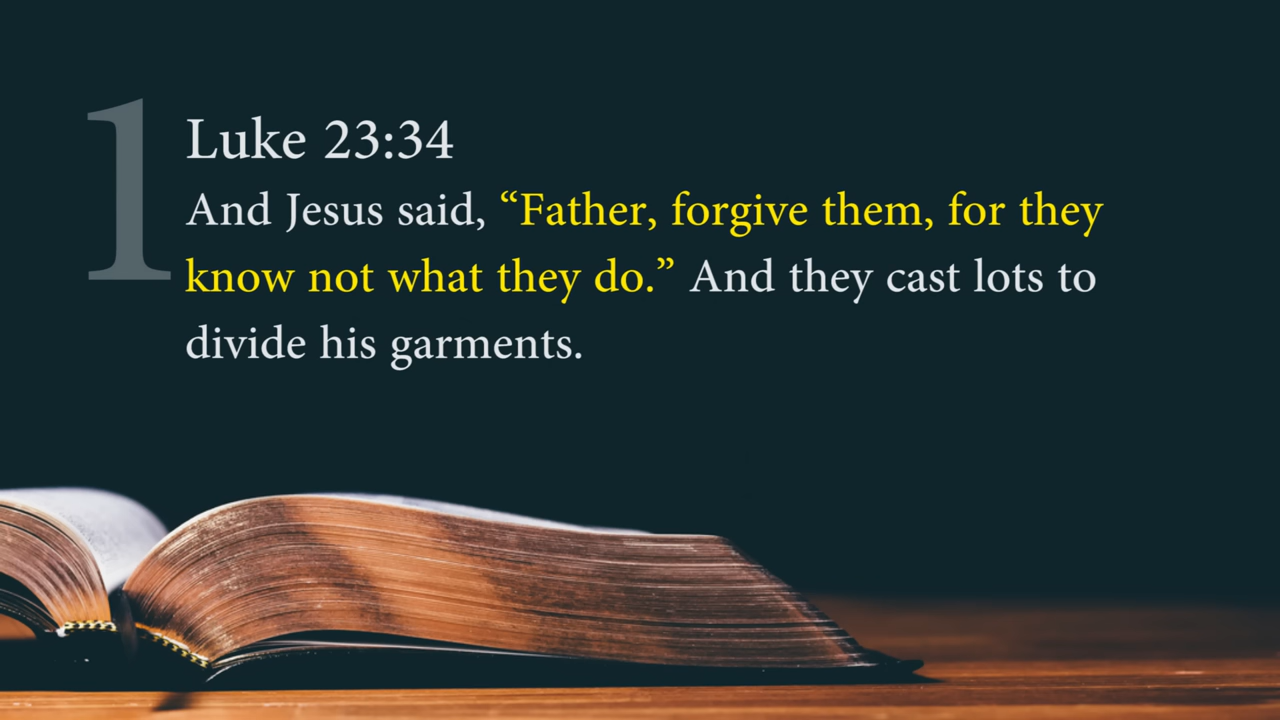 1
Luke 23:34
And Jesus said, “Father, forgive them, for they
know not what they do.” And they cast lots to
divide his garments.